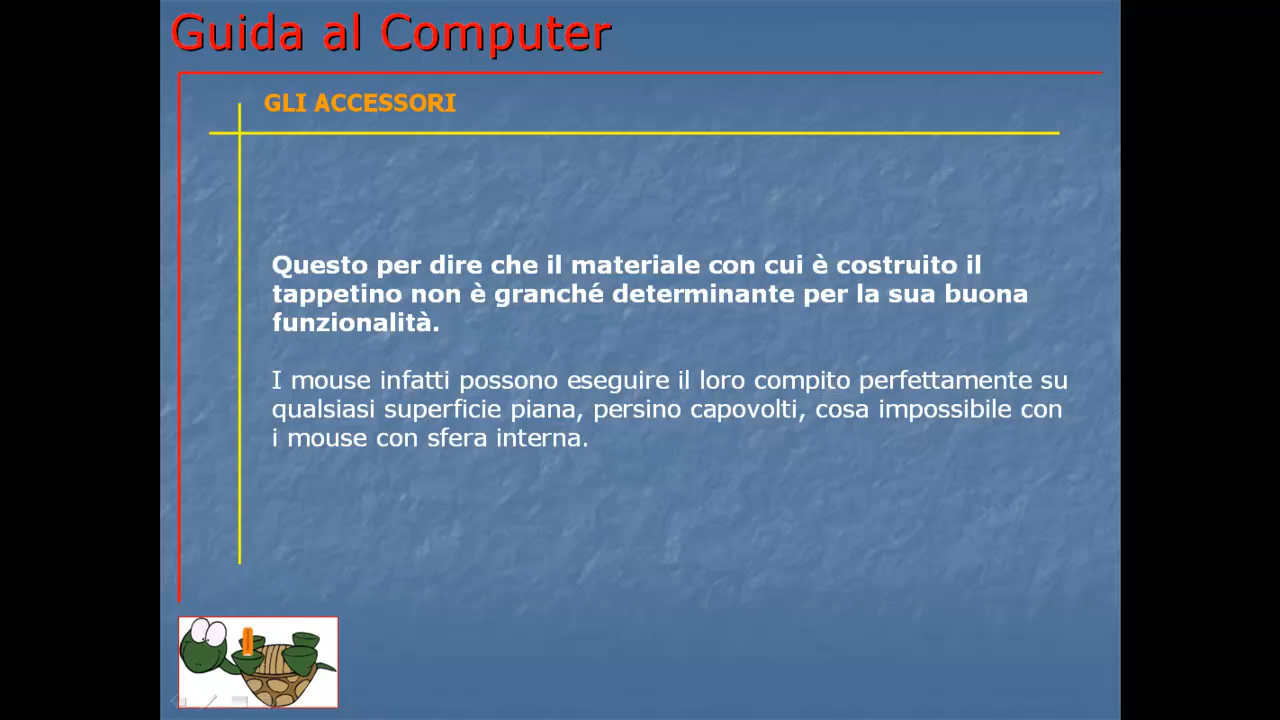 Guida al Computer
GLI ACCESSORI
Questo per dire che il materiale con cui è costruito il
tappetino non è granché determinante per la sua buona
funzionalità.
I mouse infatti possono eseguire il loro compito perfettamente su
qualsiasi superficie piana, persino capovolti, cosa impossibile con
i mouse con sfera interna.